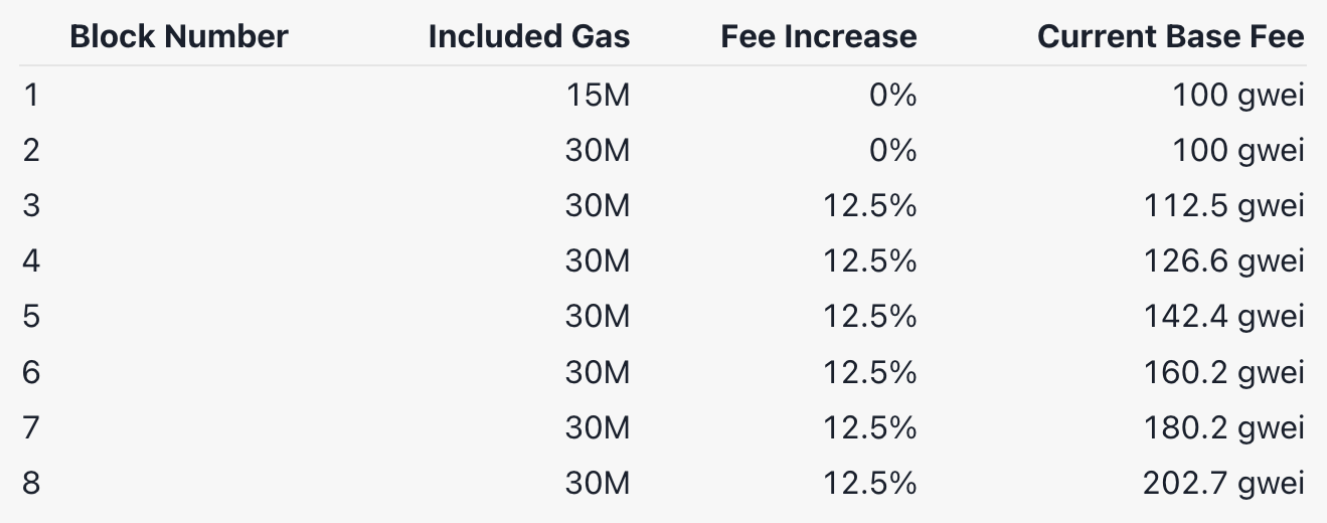 Block Number Included Gas Fee Increase Current Base Fee
1 15M 0% 100 gwei
2 30M 0% 100 gwei
3 30M 12.5% 112.5 gwei
4 30M 12.5% 126.6 gwei
5 30M 12.5% 142.4 gwei
6 30M 12.5% 160.2 gwei
7 30M 12.5% 180.2 gwei
8 30M 12.5% 202.7 gwei